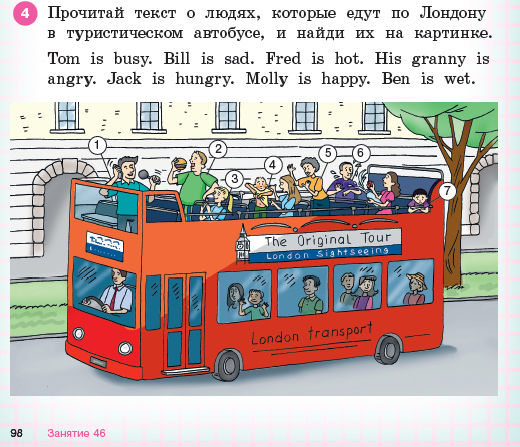 4 Прочитай текст о людях, которые едут по Лондону
в туристическом автобусе, и найди их на картинке.
Tom is busy. Bill is sad. Fred is hot. His granny is
angry. Jack is hungry. Molly is happy. Ben is wet.
1
2
3
4
5
6
7
The Original Tour
London Sightseeing
London transport
96 Занятие 46